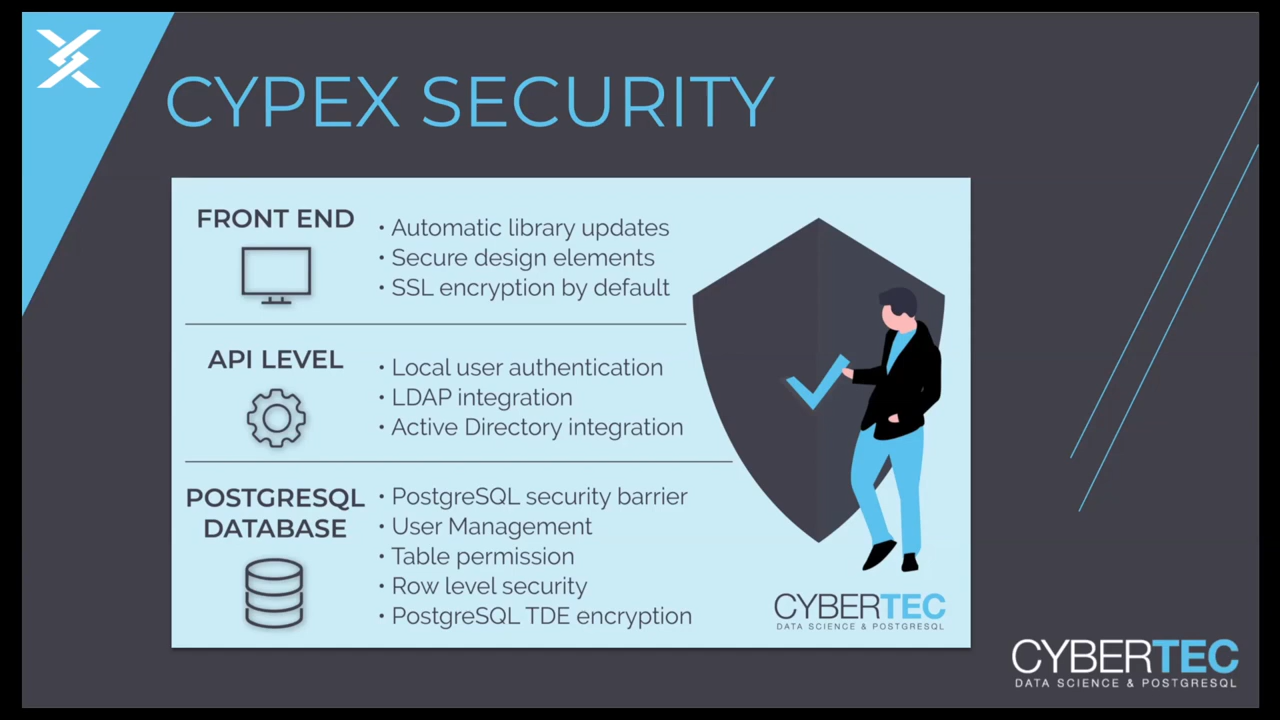 CYPEX SECURITY
FRONT END
• Automatic library updates
• Secure design elements
• SSL encryption by default
API LEVEL
• Local user authentication
• LDAP integration
• Active Directory integration
POSTGRESQL
DATABASE
• PostgreSQL security barrier
• User Management
• Table permission
• Row level security
• PostgreSQL TDE encryption
CYBERTEC
DATA SCIENCE & POSTGRESQL
CYBERTEC
DATA SCIENCE & POSTGRESQL